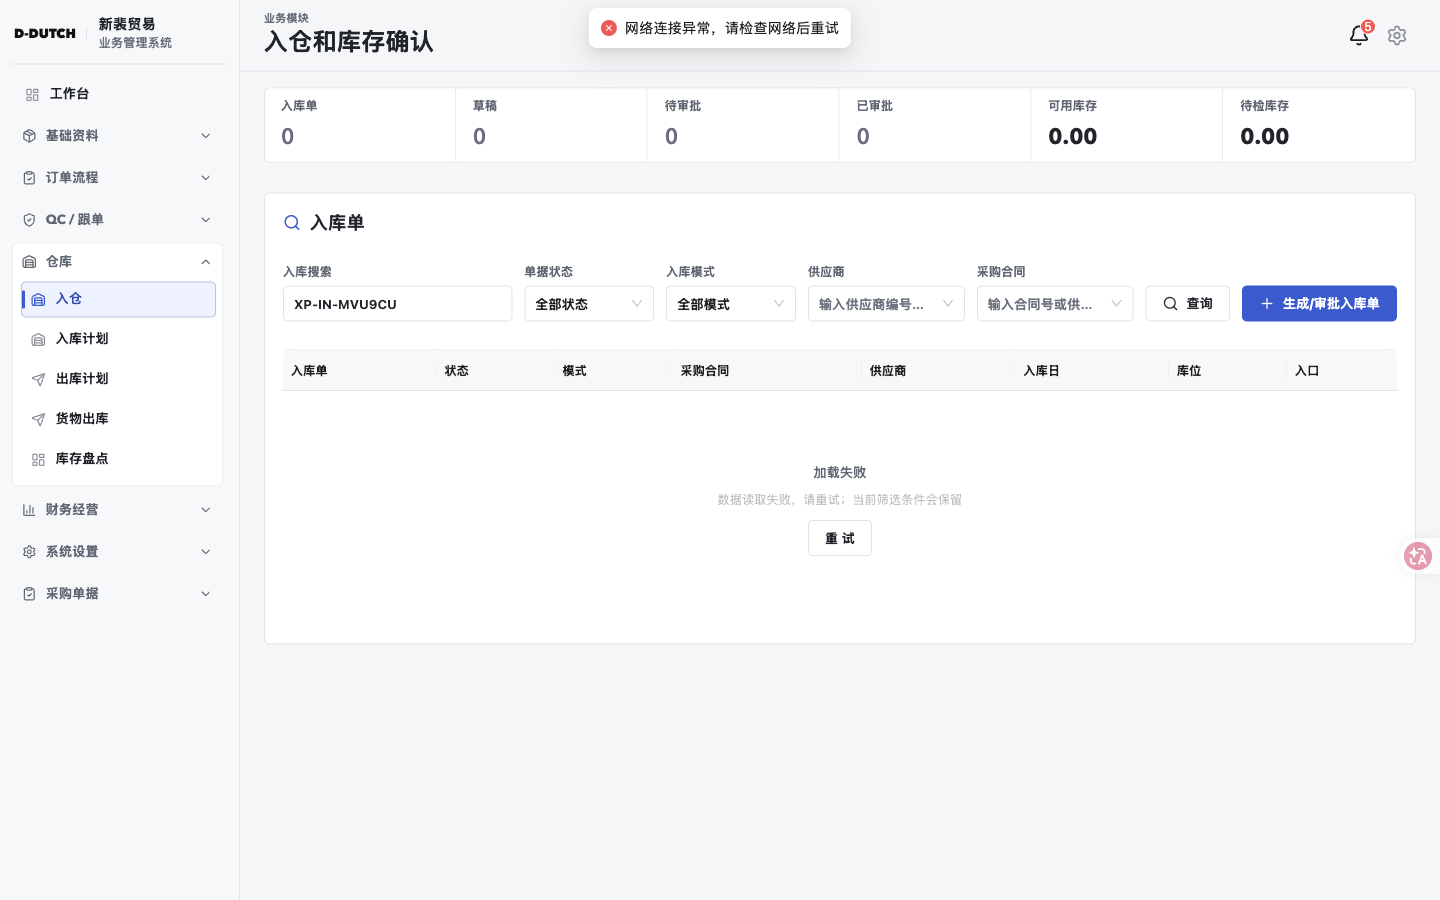 D-DUTCH
新裝贸易
业务管理系统
工作台
基础资料
订单流程
QC / 跟单
仓库
入仓
入库计划
出库计划
货物出库
库存盘点
财务经营
系统设置
采购单据
业务模块
入仓和库存确认
网络连接异常，请检查网络后重试
5
入库单
0
草稿
0
待审批
0
已审批
0
可用库存
0.00
待检库存
0.00
入库单
入库搜索
XP-IN-MVU9CU
单据状态
全部状态
入库模式
全部模式
供应商
输入供应商编号...
采购合同
输入合同号或供...
查询
生成/审批入库单
入库单 状态 模式 采购合同 供应商 入库日 库位 入口
加载失败
数据读取失败，请重试；当前筛选条件会保留
重 试